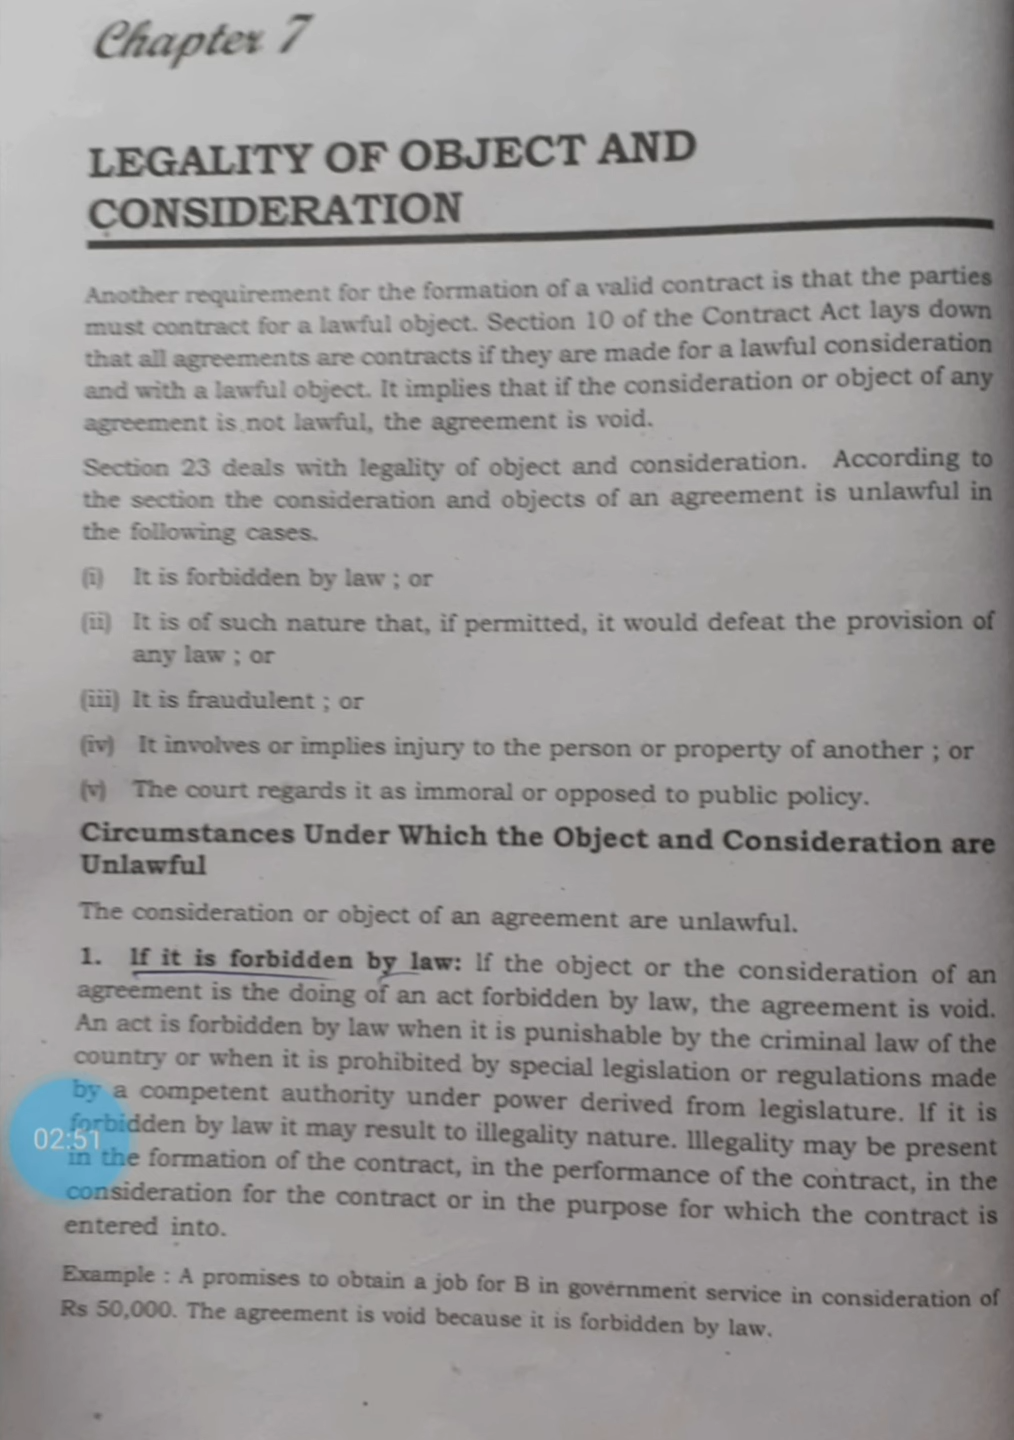 Chapter 7
LEGALITY OF OBJECT AND
CONSIDERATION
Another requirement for the formation of a valid contract is that the parties
must contract for a lawful object. Section 10 of the Contract Act lays down
that all agreements are contracts if they are made for a lawful consideration
and with a lawful object. It implies that if the consideration or object of any
agreement is not lawful, the agreement is void.
Section 23 deals with legality of object and consideration. According to
the section the consideration and objects of an agreement is unlawful in
the following cases.
(i) It is forbidden by law ; or
(ii) It is of such nature that, if permitted, it would defeat the provision of
any law ; or
(iii) It is fraudulent ; or
(iv) It involves or implies injury to the person or property of another ; or
(v) The court regards it as immoral or opposed to public policy.
Circumstances Under Which the Object and Consideration are
Unlawful
The consideration or object of an agreement are unlawful.
1. If it is forbidden by law: If the object or the consideration of an
agreement is the doing of an act forbidden by law, the agreement is void.
An act is forbidden by law when it is punishable by the criminal law of the
country or when it is prohibited by special legislation or regulations made
by a competent authority under power derived from legislature. If it is
forbidden by law it may result to illegality nature. Illegality may be present
02:51
in the formation of the contract, in the performance of the contract, in the
consideration for the contract or in the purpose for which the contract is
entered into.
Example : A promises to obtain a job for B in government service in consideration of
Rs 50,000. The agreement is void because it is forbidden by law.